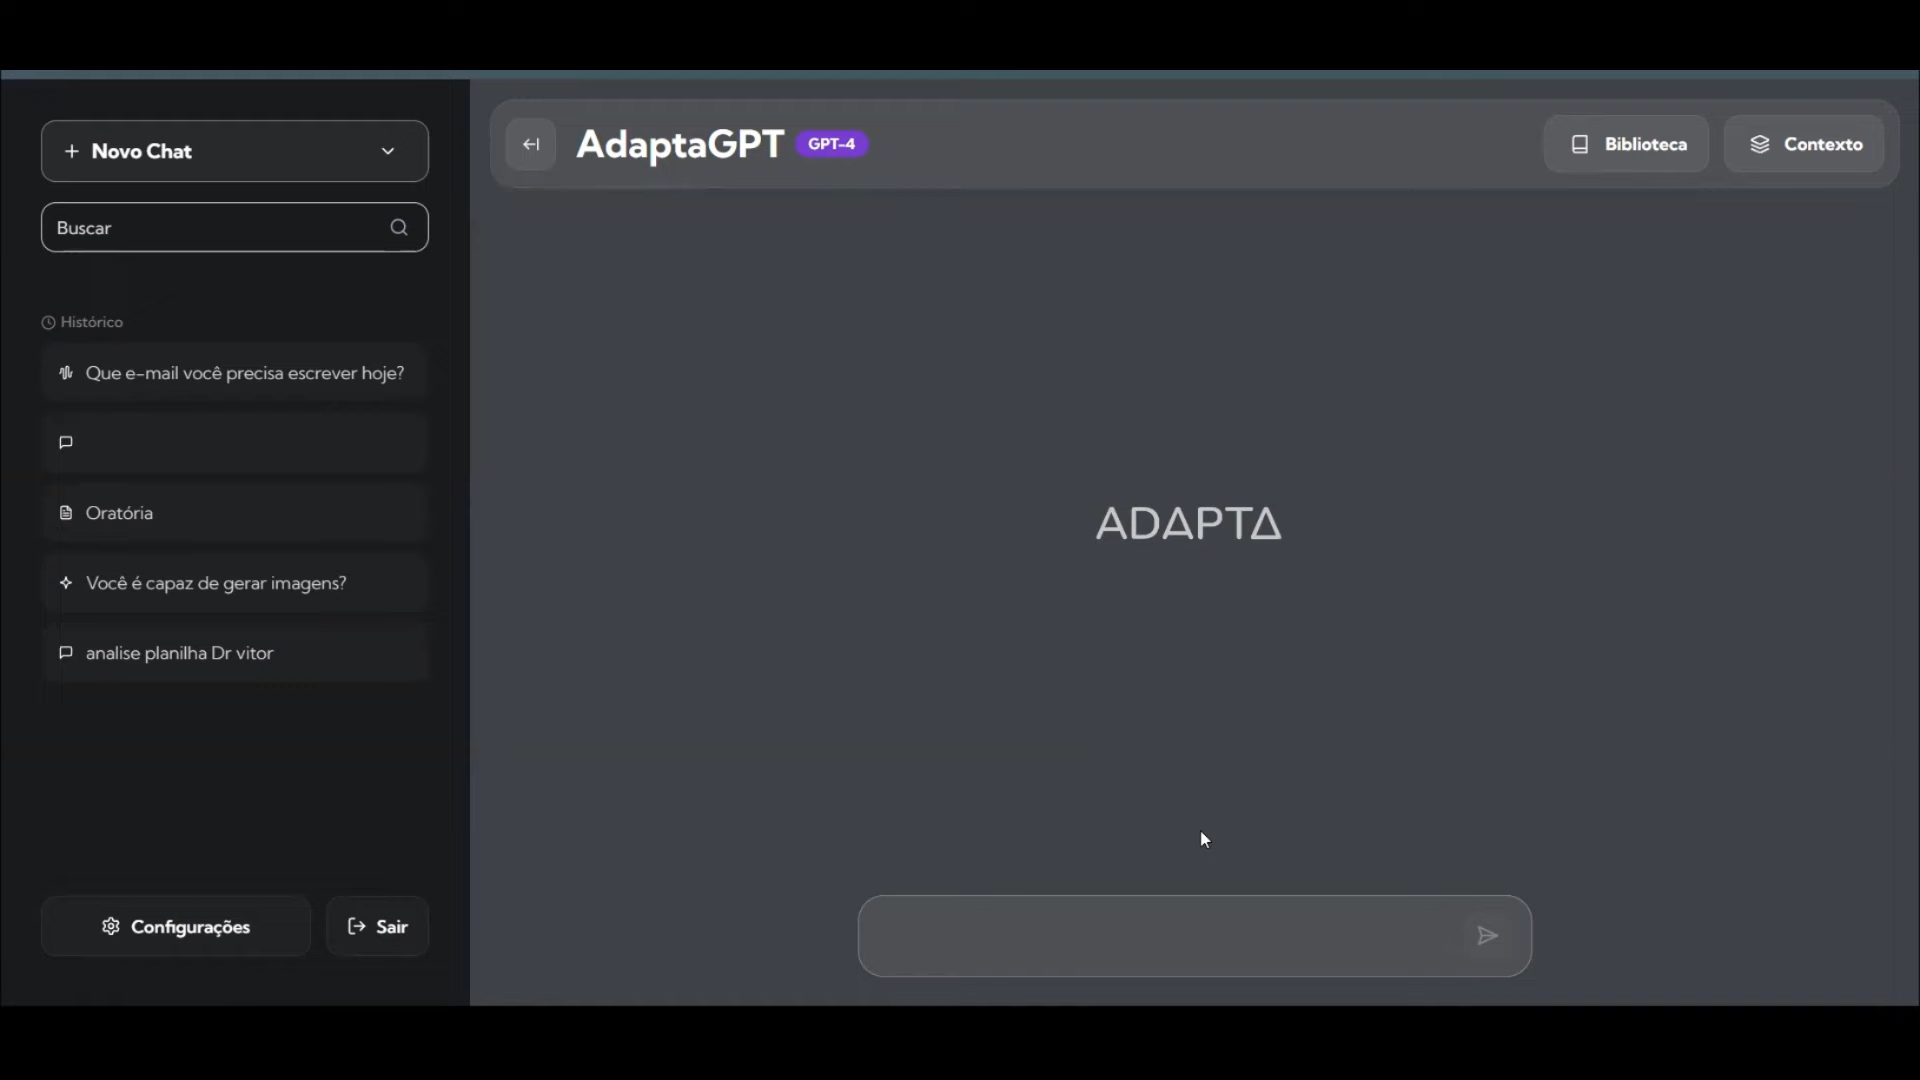 Novo Chat
Buscar
Histórico
Que e-mail você precisa escrever hoje?
Oratória
Você é capaz de gerar imagens?
analise planilha Dr vitor
Configurações
Sair
AdaptaGPT
GPT-4
Biblioteca
Contexto
ADAPTA